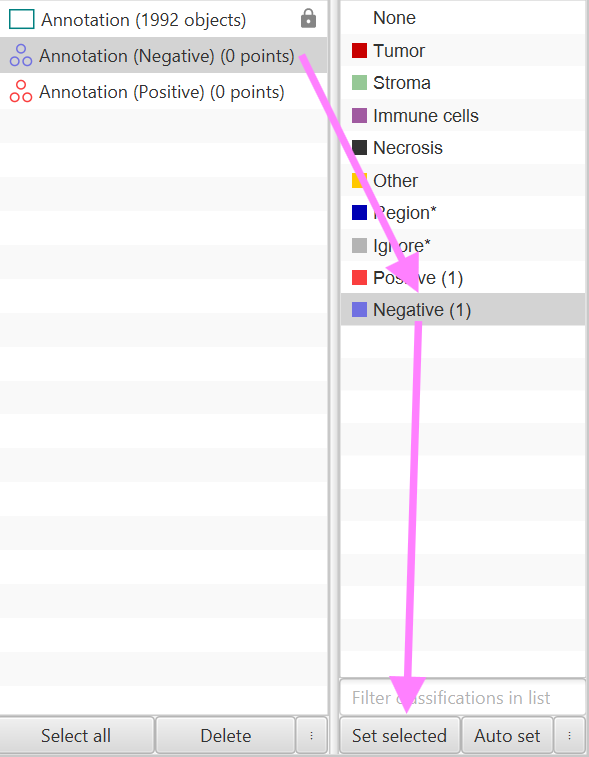 Annotation (1992 objects)
Annotation (Negative) (0 points)
Annotation (Positive) (0 points)
Select all
Delete
None
Tumor
Stroma
Immune cells
Necrosis
Other
Region*
Ignore*
Positive (1)
Negative (1)
Filter classifications in list
Set selected
Auto set